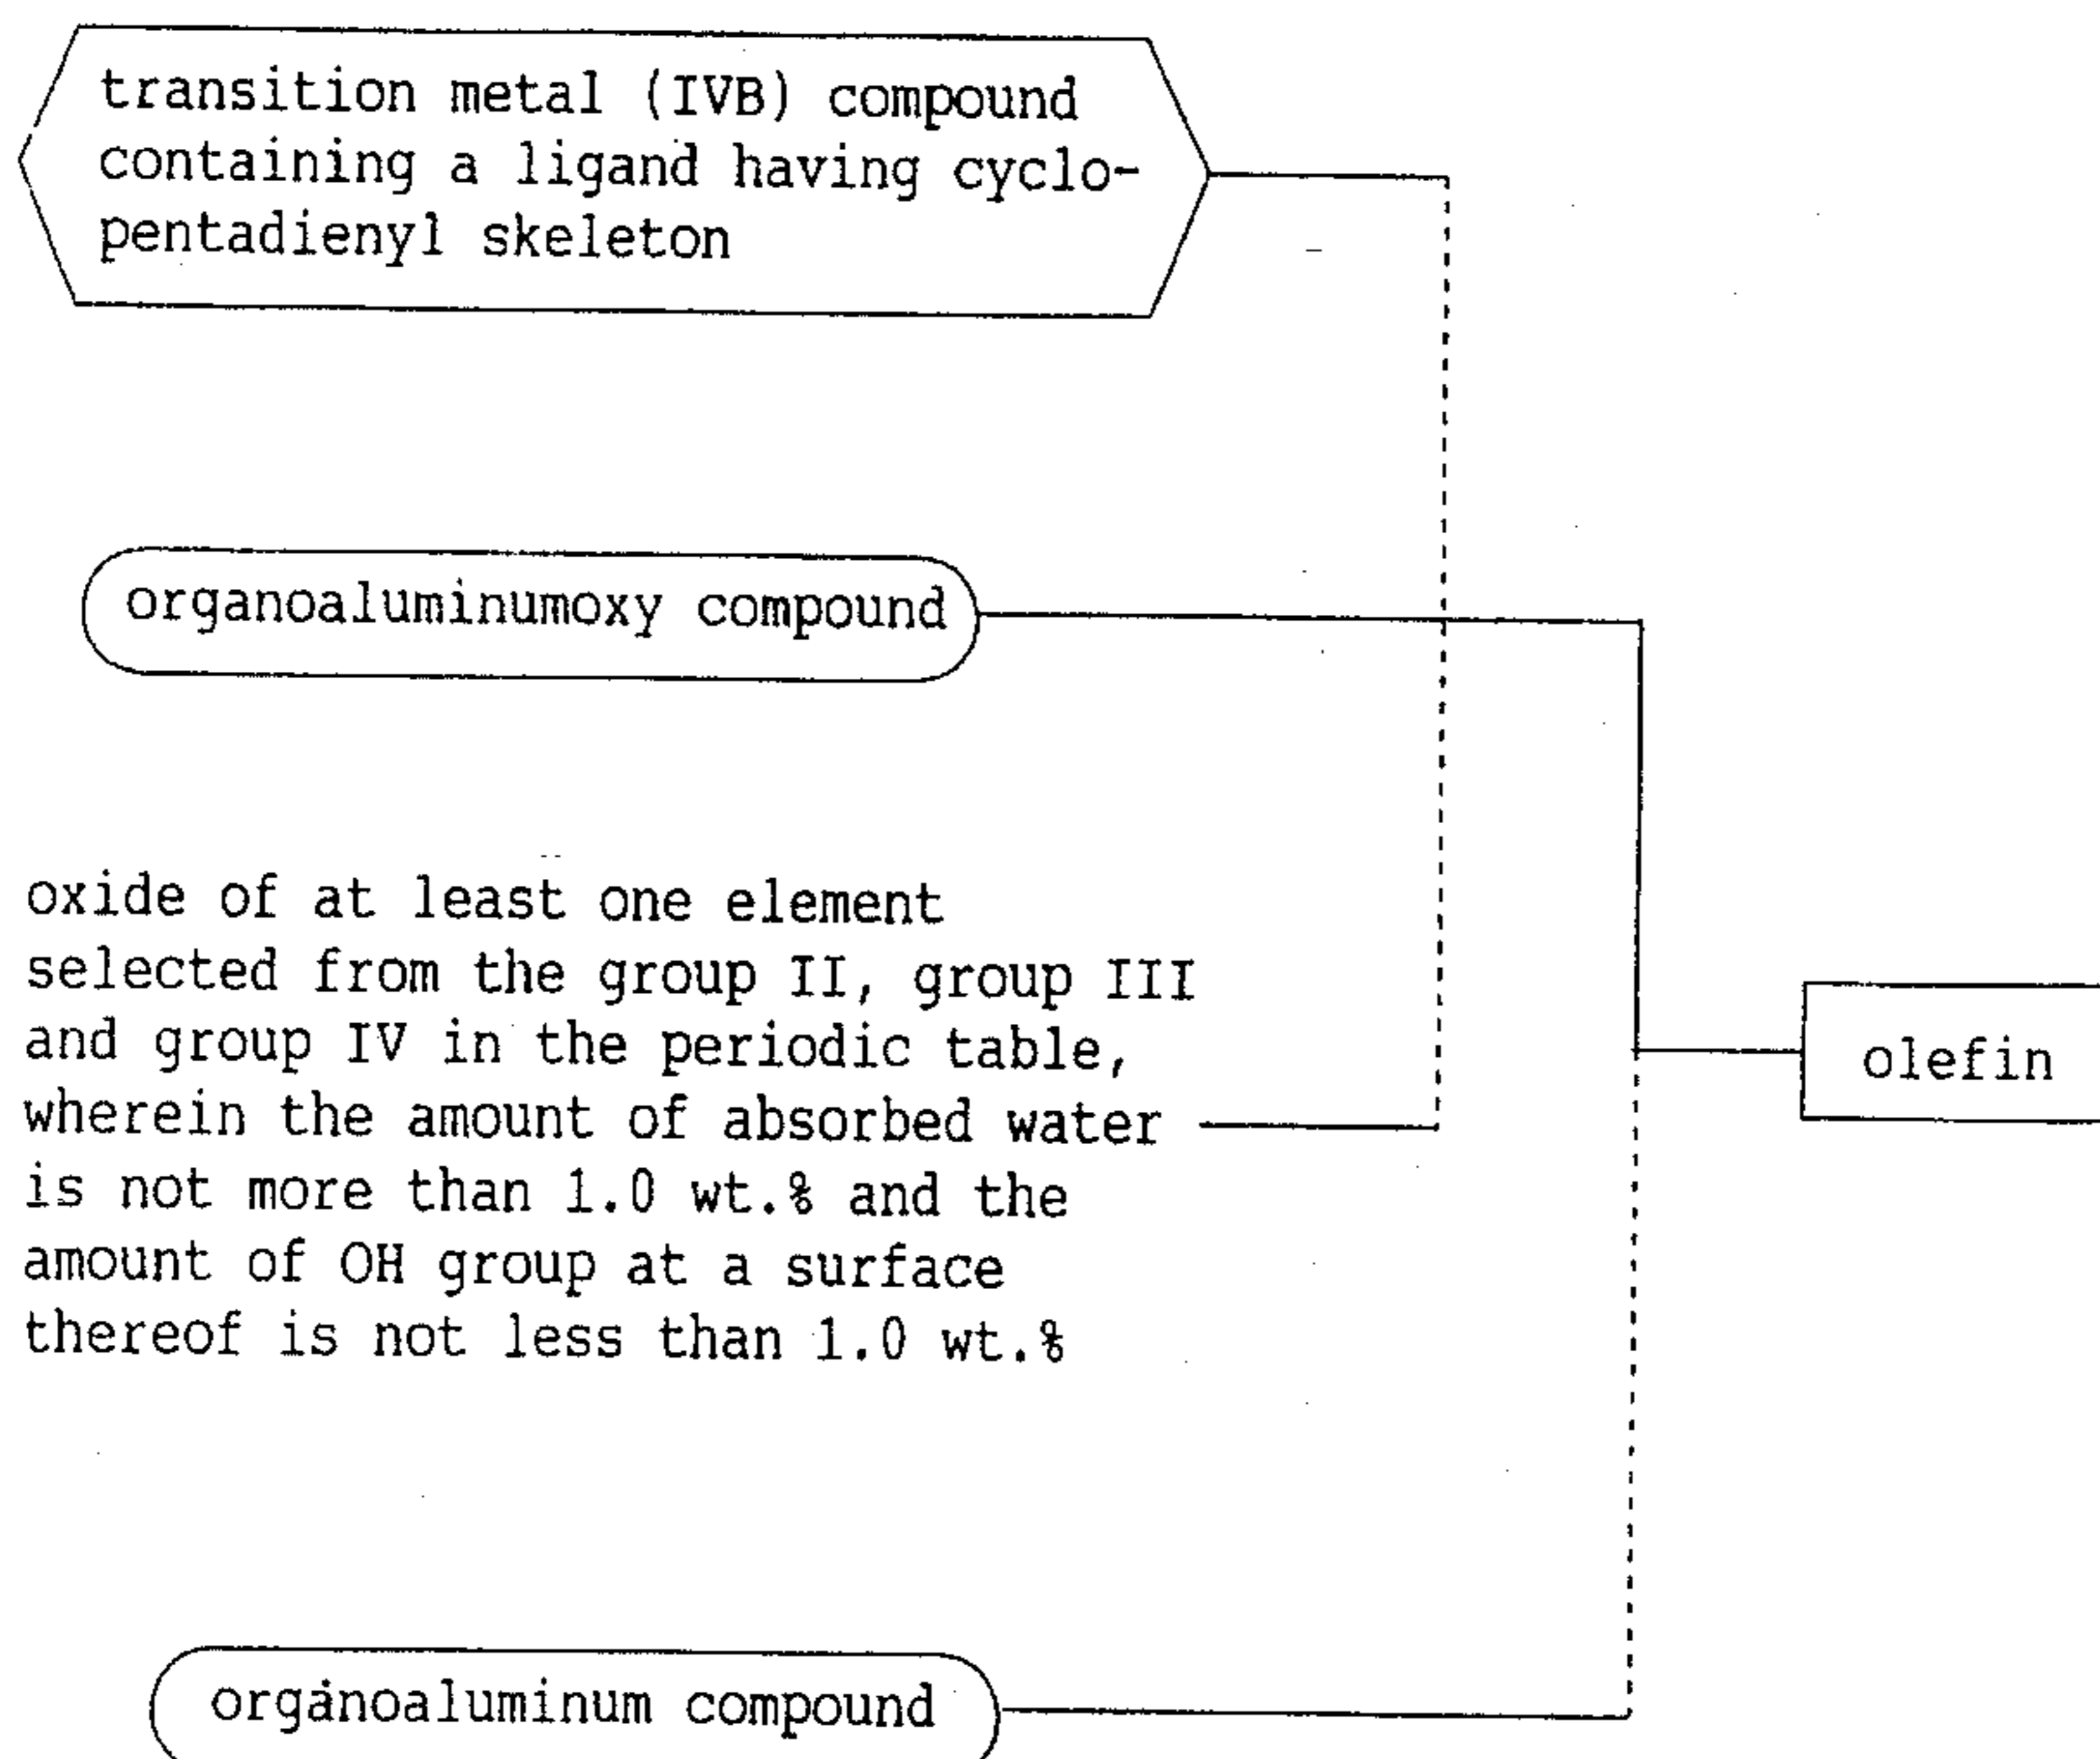 transition metal (IVB) compound
containing a ligand having cyclo-
pentadienyl skeleton
organoaluminumoxy compound
oxide of at least one element
selected from the group II, group III
and group IV in the periodic table,
wherein the amount of absorbed water
is not more than 1.0 wt.% and the
amount of OH group at a surface
thereof is not less than 1.0 wt.%
olefin
organoaluminum compound